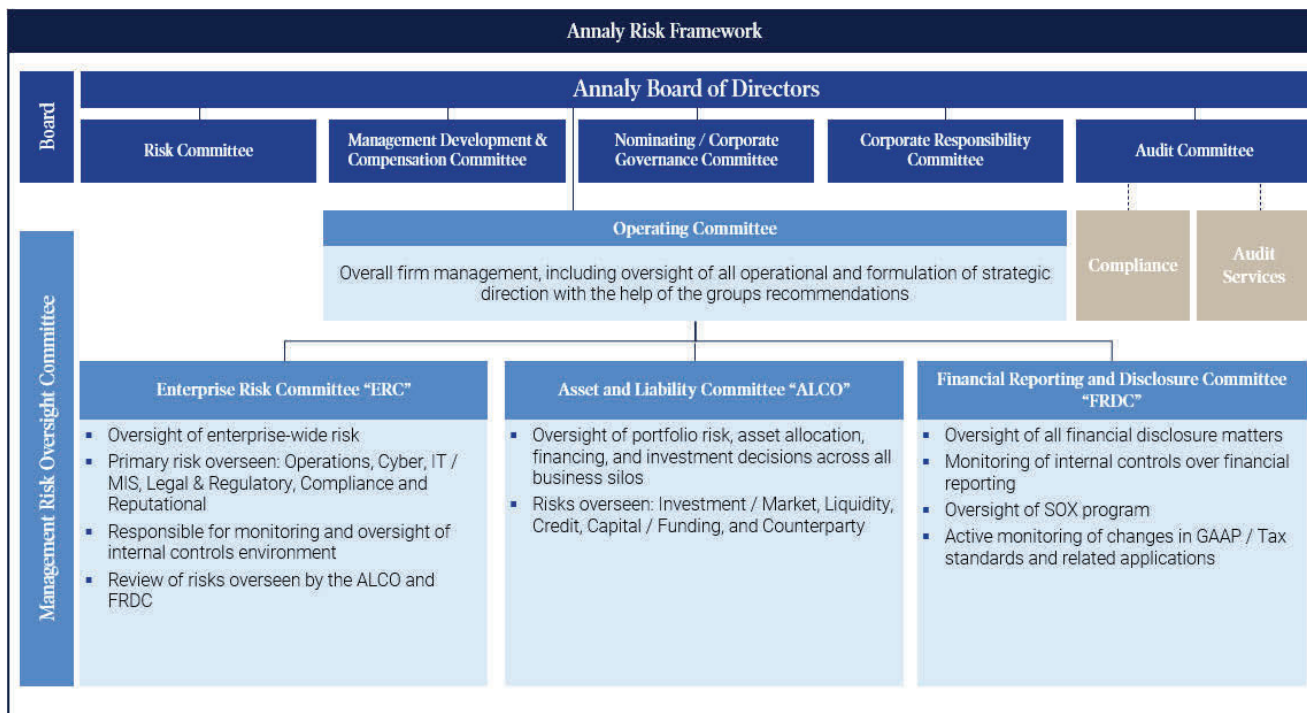 Annaly Risk Framework
Board
Annaly Board of Directors
Risk Committee
Management Development &
Compensation Committee
Nominating / Corporate
Governance Committee
Corporate Responsibility
Committee
Audit Committee
Management Risk Oversight Committee
Operating Committee
Overall firm management, including oversight of all operational and formulation of strategic
direction with the help of the groups recommendations
Compliance
Audit
Services
Enterprise Risk Committee “ERC”
▪ Oversight of enterprise-wide risk
▪ Primary risk overseen: Operations, Cyber, IT /
MIS, Legal & Regulatory, Compliance and
Reputational
▪ Responsible for monitoring and oversight of
internal controls environment
▪ Review of risks overseen by the ALCO and
FRDC
Asset and Liability Committee “ALCO”
▪ Oversight of portfolio risk, asset allocation,
financing, and investment decisions across all
business silos
▪ Risks overseen: Investment / Market, Liquidity,
Credit, Capital / Funding, and Counterparty
Financial Reporting and Disclosure Committee
“FRDC”
▪ Oversight of all financial disclosure matters
▪ Monitoring of internal controls over financial
reporting
▪ Oversight of SOX program
▪ Active monitoring of changes in GAAP / Tax
standards and related applications